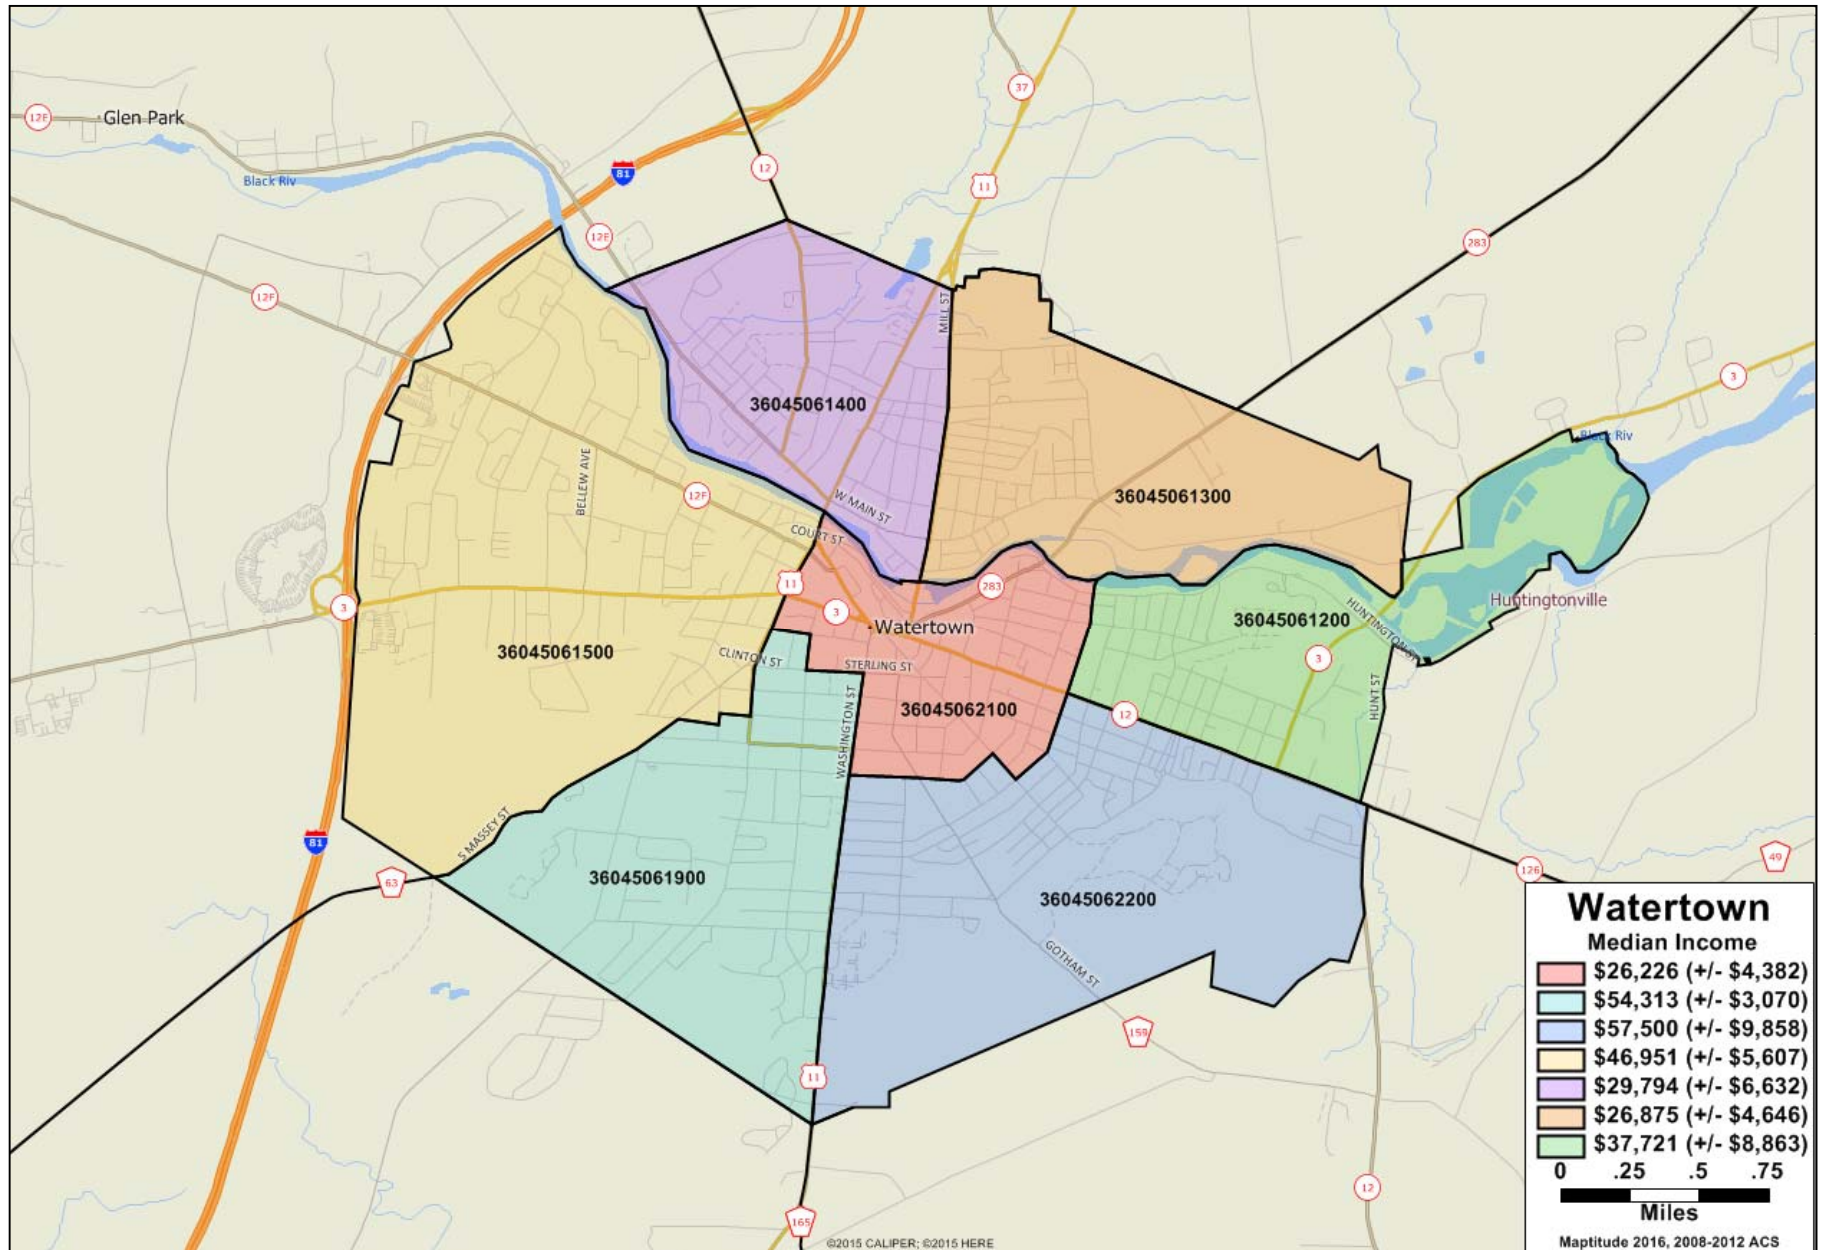 37
12F
Glen Park
12
81
Black Riv
11
12E
283
12F
MILL ST
3
36045061400
Black Riv
BELLEW AVE
12F
W MAIN ST
36045061300
COURT ST
11
283
3
3
Huntingtonville
HUNTINGTON ST
Watertown
36045061200
36045061500
CLINTON ST
STERLING ST
3
HUNT ST
36045062100
12
WASHINGTON ST
S MASSEY ST
81
63
36045061900
36045062200
126
49
GOTHAM ST
159
11
12
165
©2015 CALIPER; ©2015 HERE
Watertown
Median Income
$26,226 (+/- $4,382)
$54,313 (+/- $3,070)
$57,500 (+/- $9,858)
$46,951 (+/- $5,607)
$29,794 (+/- $6,632)
$26,875 (+/- $4,646)
$37,721 (+/- $8,863)
0 .25 .5 .75
Miles
Maptitude 2016, 2008-2012 ACS